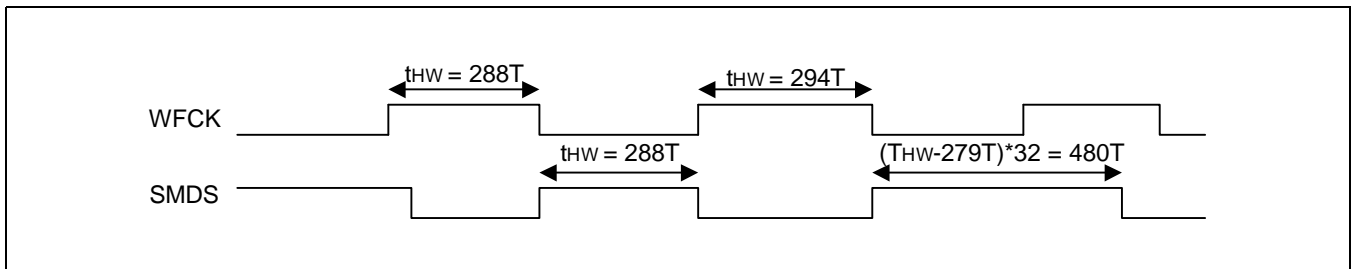 tHW = 288T
tHW = 294T
WFCK
tHW = 288T
(THW-279T)*32 = 480T
SMDS